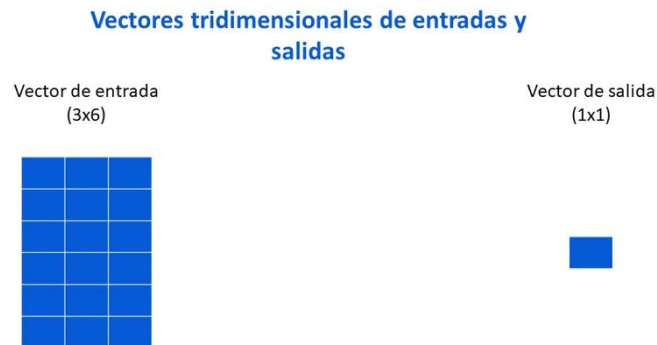 Vectores tridimensionales de entradas y
salidas
Vector de entrada
(3x6)
Vector de salida
(1x1)